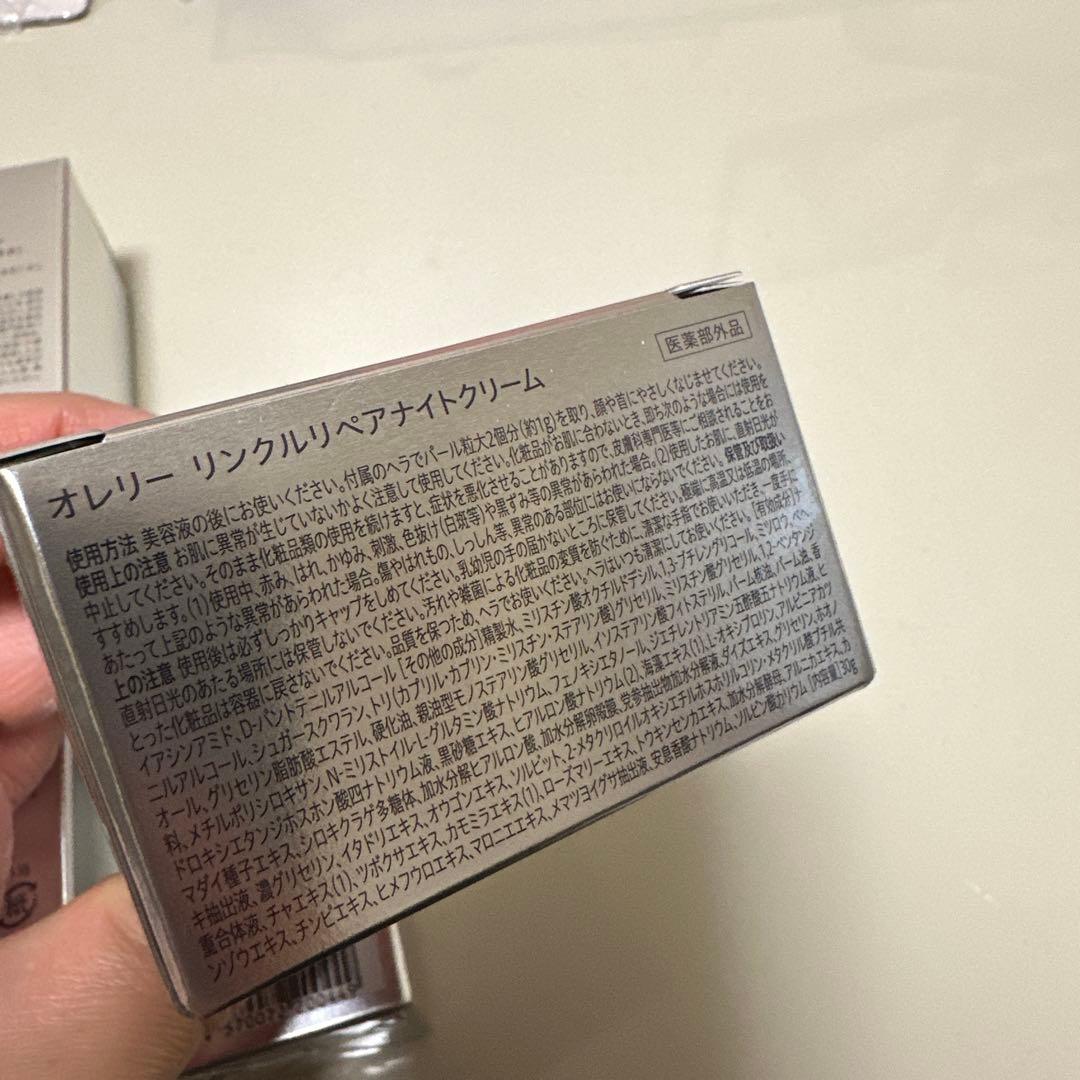 医薬部外品
オレリー リンクルリペアナイトクリーム
使用方法 美容液の後にお使いください。付属のヘラでパール粒大2個分(約1g)を取り、顔や首にやさしくなじませてください。
使用上の注意 お肌に異常が生じていないかよく注意して使用してください。化粧品がお肌に合わないとき、即ち次のような場合には使用を
中止してください。そのまま化粧品類の使用を続けますと、症状を悪化させることがありますので、皮膚科専門医等にご相談されることをお
すすめします。(1)使用中、赤み、はれ、かゆみ、刺激、色抜け(白斑等)や黒ずみ等の異常があらわれた場合。(2)使用したお肌に、直射日光が
あたって上記のような異常があらわれた場合。傷やはれもの、しっしん等、異常のある部位にはお使いにならないでください。保管及び取扱い
上の注意 使用後は必ずしっかりキャップをしめてください。乳幼児の手の届かないところに保管してください。極端に高温又は低温の場所、
直射日光のあたる場所には保管しないでください。汚れや雑菌による化粧品の変質を防ぐために、清潔な手指でお使いいただき、一度手に
とった化粧品は容器に戻さないでください。品質を保つため、ヘラでお使いください。ヘラはいつも清潔にしてお使いください。[有効成分]ナ
イアシンアミド、D-パントテニルアルコール [その他の成分]精製水、ミリスチン酸オクチルドデシル、1,3-ブチレングリコール、ミツロウ、ベヘ
ニルアルコール、シュガースクワラン、トリ(カプリル・カプリン・ミリスチン・ステアリン酸)グリセリル、ミリスチン酸グリセリル、1,2-ペンタンジ
オール、グリセリン脂肪酸エステル、硬化油、親油型モノステアリン酸グリセリル、イソステアリン酸フィトステリル、パーム核油、パーム油、香
料、メチルポリシロキサン、N-ミリストイル-L-グルタミン酸ナトリウム、フェノキシエタノール、ジエチレントリアミン五酢酸五ナトリウム液、ヒ
ドロキシエタンジホスホン酸四ナトリウム液、黒砂糖エキス、ヒアルロン酸ナトリウム(2)、海藻エキス(1)、L-オキシプロリン、アルピニアカツ
マダイ種子エキス、シロキクラゲ多糖体、加水分解ヒアルロン酸、加水分解卵殻膜、党参抽出物加水分解液、ダイズエキス、グリセリン、ホオノ
キ抽出液、濃グリセリン、イタドリエキス、オウゴンエキス、ソルビット、2-メタクリロイルオキシエチルホスホリルコリン・メタクリル酸ブチル共
重合体液、チャエキス(1)、ツボクサエキス、カモミラエキス(1)、ローズマリーエキス、トウキンセンカエキス、加水分解酵母、アルニカエキス、カ
ンゾウエキス、チンピエキス、ヒメフウロエキス、マロニエエキス、メマツヨイグサ抽出液、安息香酸ナトリウム、ソルビン酸カリウム [内容量]30g